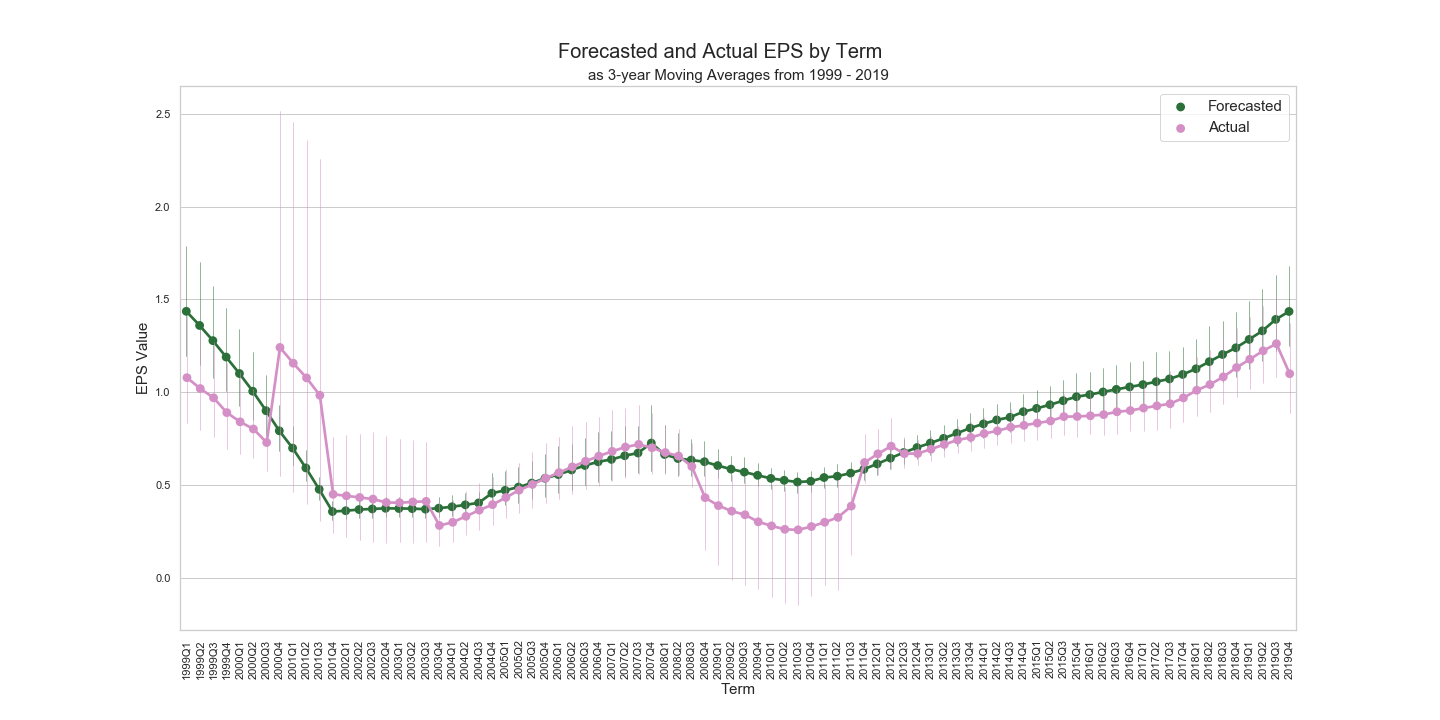 Forecasted and Actual EPS by Term
as 3-year Moving Averages from 1999 - 2019
Forecasted
Actual
EPS Value
2.5
2.0
1.5
1.0
0.5
0.0
1999Q1
1999Q2
1999Q3
1999Q4
2000Q1
2000Q2
2000Q3
2000Q4
2001Q1
2001Q2
2001Q3
2001Q4
2002Q1
2002Q2
2002Q3
2002Q4
2003Q1
2003Q2
2003Q3
2003Q4
2004Q1
2004Q2
2004Q3
2004Q4
2005Q1
2005Q2
2005Q3
2005Q4
2006Q1
2006Q2
2006Q3
2006Q4
2007Q1
2007Q2
2007Q3
2007Q4
2008Q1
2008Q2
2008Q3
2008Q4
2009Q1
2009Q2
2009Q3
2009Q4
2010Q1
2010Q2
2010Q3
2010Q4
2011Q1
2011Q2
2011Q3
2011Q4
2012Q1
2012Q2
2012Q3
2012Q4
2013Q1
2013Q2
2013Q3
2013Q4
2014Q1
2014Q2
2014Q3
2014Q4
2015Q1
2015Q2
2015Q3
2015Q4
2016Q1
2016Q2
2016Q3
2016Q4
2017Q1
2017Q2
2017Q3
2017Q4
2018Q1
2018Q2
2018Q3
2018Q4
2019Q1
2019Q2
2019Q3
2019Q4
Term